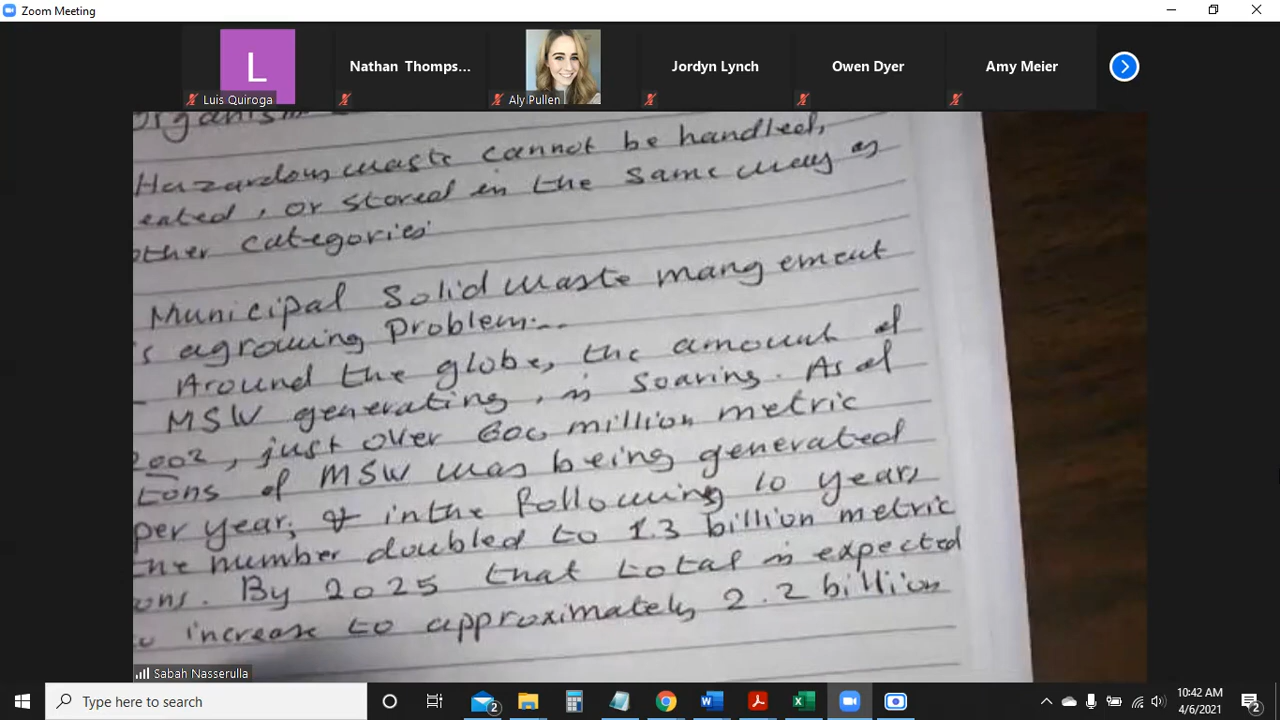 Zoom Meeting
L
Luis Quiroga
Nathan Thomps...
Aly Pullen
Jordyn Lynch
Owen Dyer
Amy Meier
Hazardous waste cannot be handled,
eated, or stored in the same way as
other categories
Municipal Solid waste mangement
's agrowing Problem...
Around the globe, the amount of
MSW generating, is soaring. As of
2002, just over 600 million metric
tons of MSW was being generated
per year, & in the following 10 years
the number doubled to 1.3 billion metric
ons. By 2025 that total is expected
to increase to approximately 2.2 billion
Sabah Nasserulla
Type here to search
2
10:42 AM
4/6/2021
2